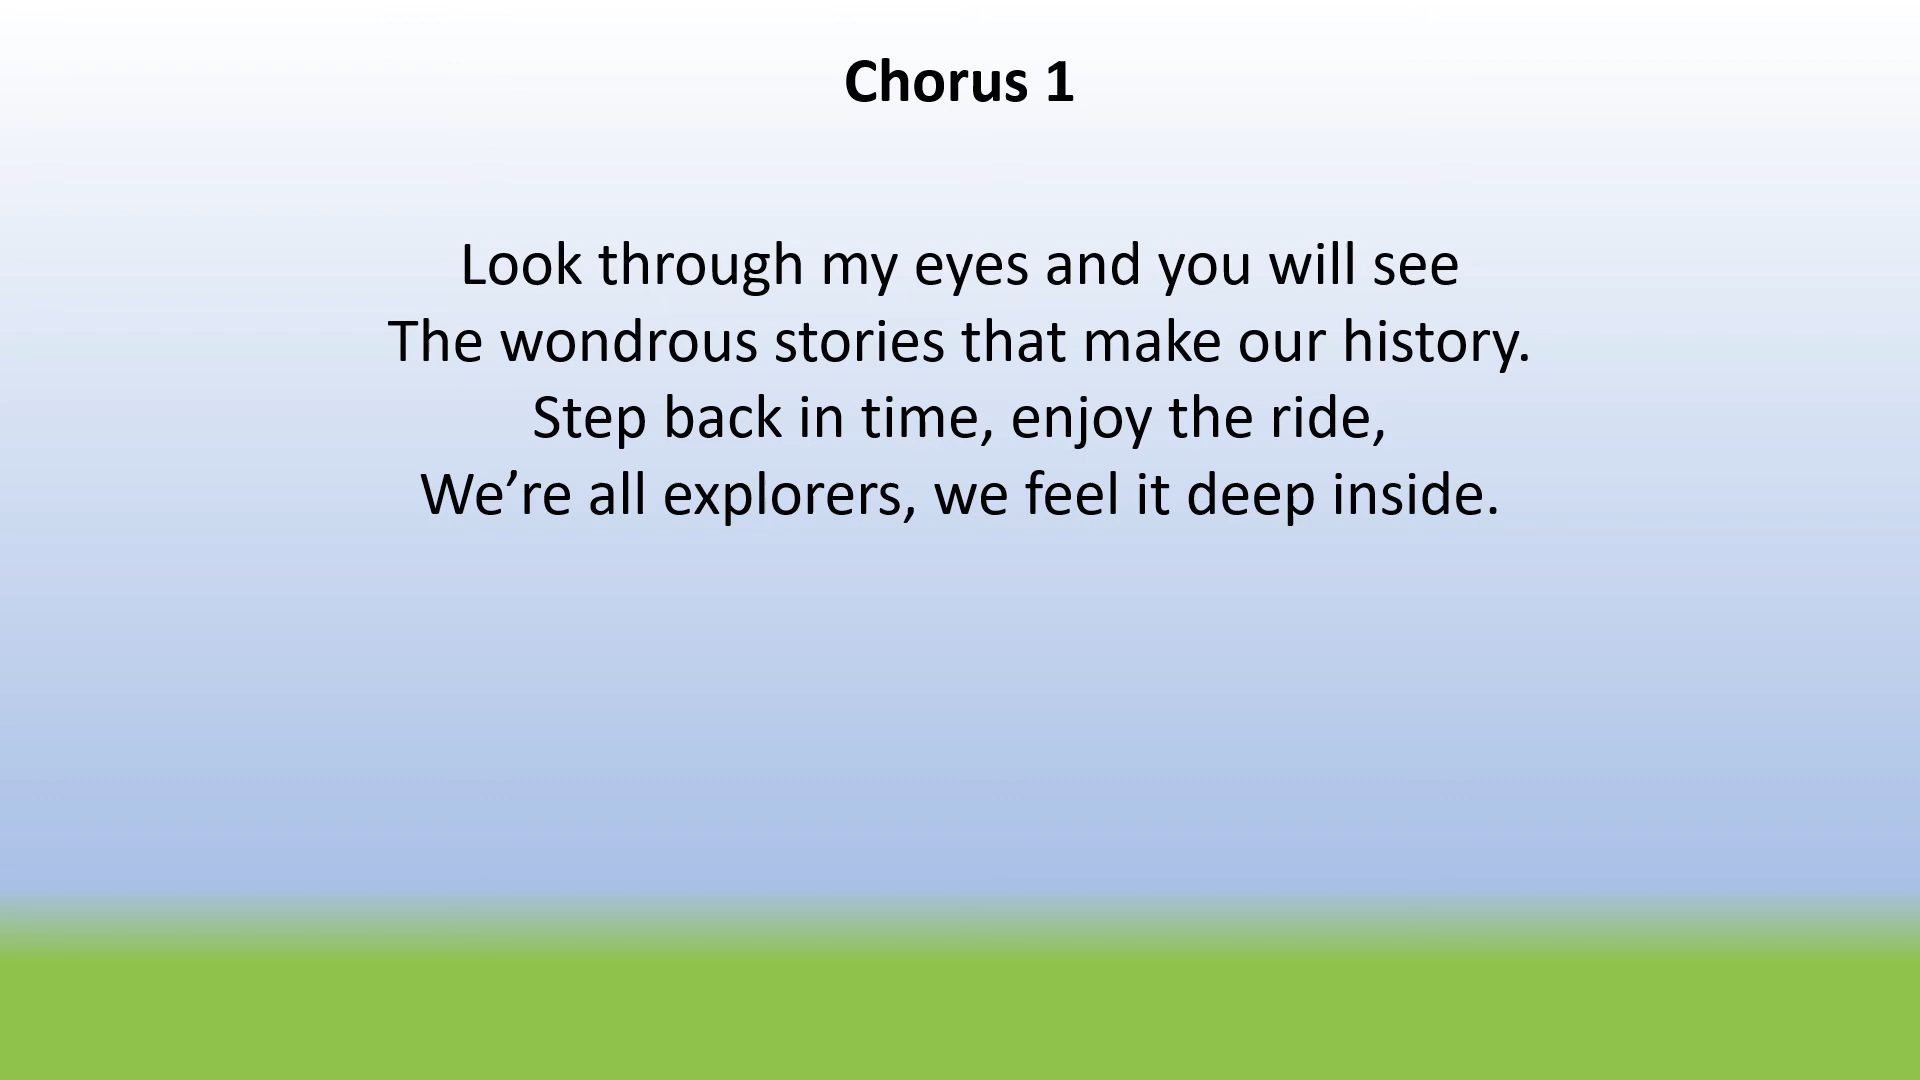 Chorus 1
Look through my eyes and you will see
The wondrous stories that make our history.
Step back in time, enjoy the ride,
We’re all explorers, we feel it deep inside.